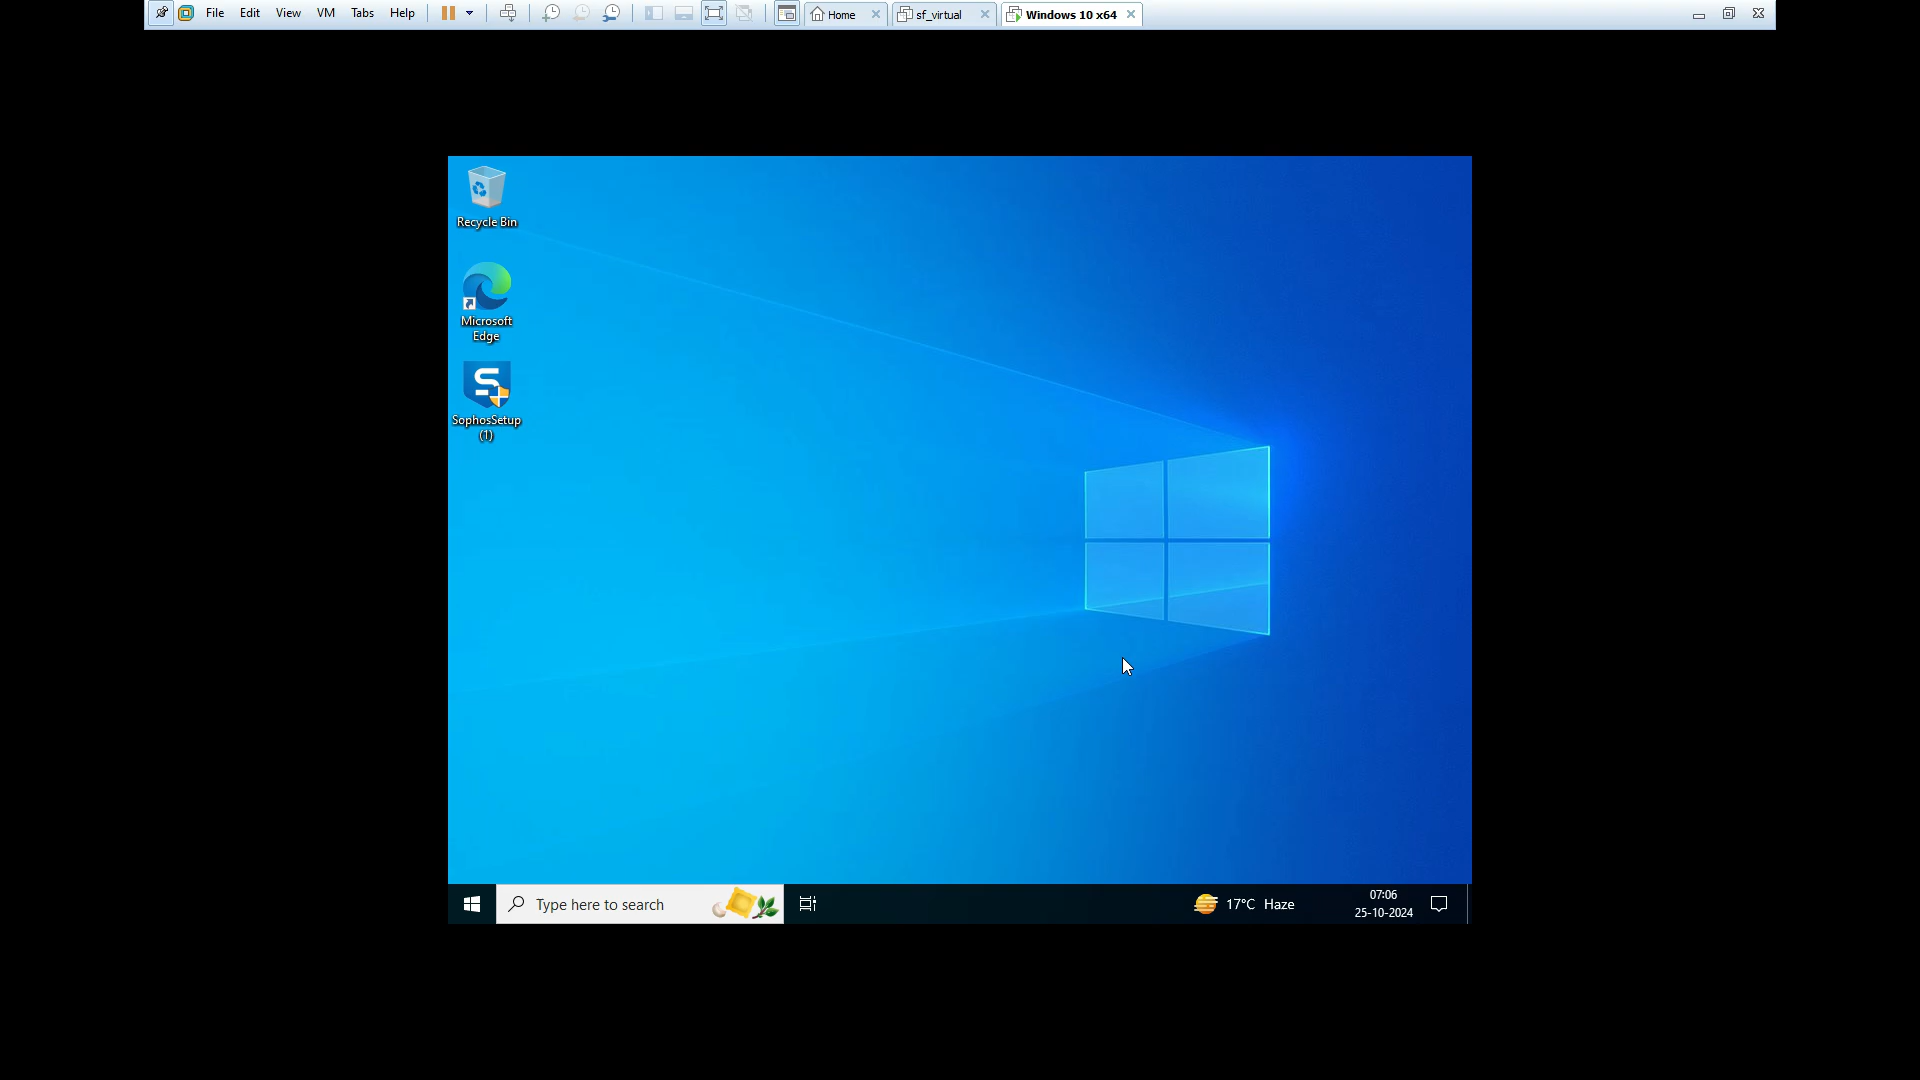 File Edit View VM Tabs Help Home sf_virtual Windows 10 x64
Recycle Bin
Microsoft
Edge
SophosSetup
(1)
Type here to search
17°C Haze
07:06
25-10-2024